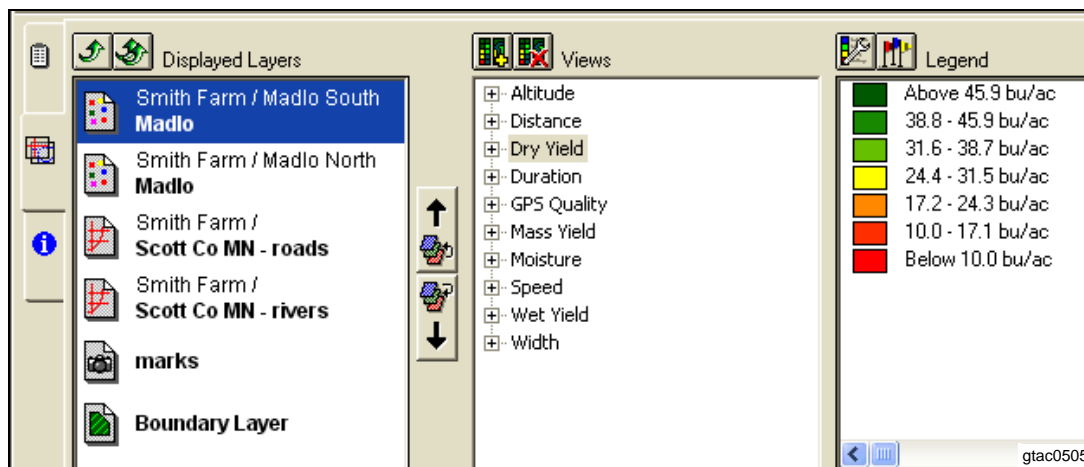 Displayed Layers
Smith Farm / Madlo South
Madlo
Smith Farm / Madlo North
Madlo
Smith Farm /
Scott Co MN - roads
Smith Farm /
Scott Co MN - rivers
marks
Boundary Layer
Views
Altitude
Distance
Dry Yield
Duration
GPS Quality
Mass Yield
Moisture
Speed
Wet Yield
Width
Legend
Above 45.9 bu/ac
38.8 - 45.9 bu/ac
31.6 - 38.7 bu/ac
24.4 - 31.5 bu/ac
17.2 - 24.3 bu/ac
10.0 - 17.1 bu/ac
Below 10.0 bu/ac
gtac0505